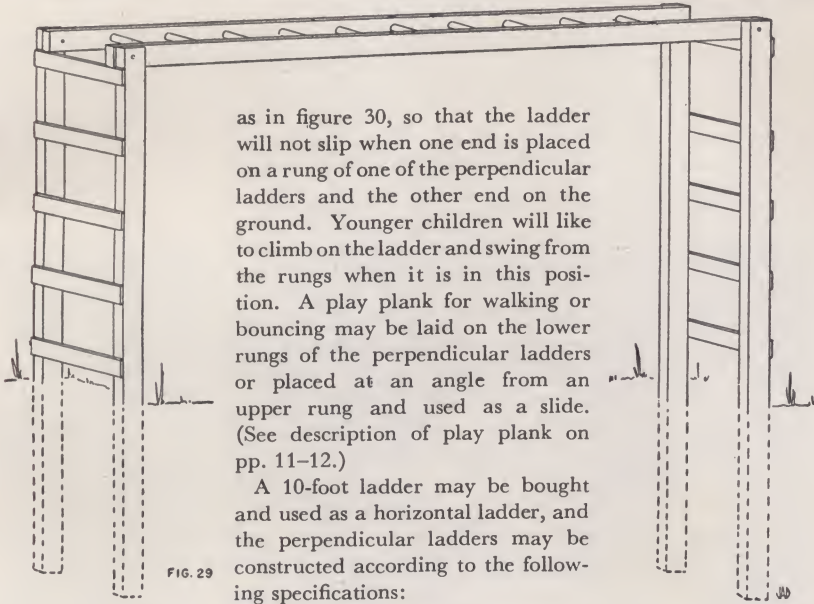 as in figure 30, so that the ladder
will not slip when one end is placed
on a rung of one of the perpendicular
ladders and the other end on the
ground. Younger children will like
to climb on the ladder and swing from
the rungs when it is in this posi-
tion. A play plank for walking or
bouncing may be laid on the lower
rungs of the perpendicular ladders
or placed at an angle from an
upper rung and used as a slide.
(See description of play plank on
pp. 11–12.)
A 10-foot ladder may be bought
and used as a horizontal ladder, and
the perpendicular ladders may be
constructed according to the follow-
ing specifications:
FIG. 29